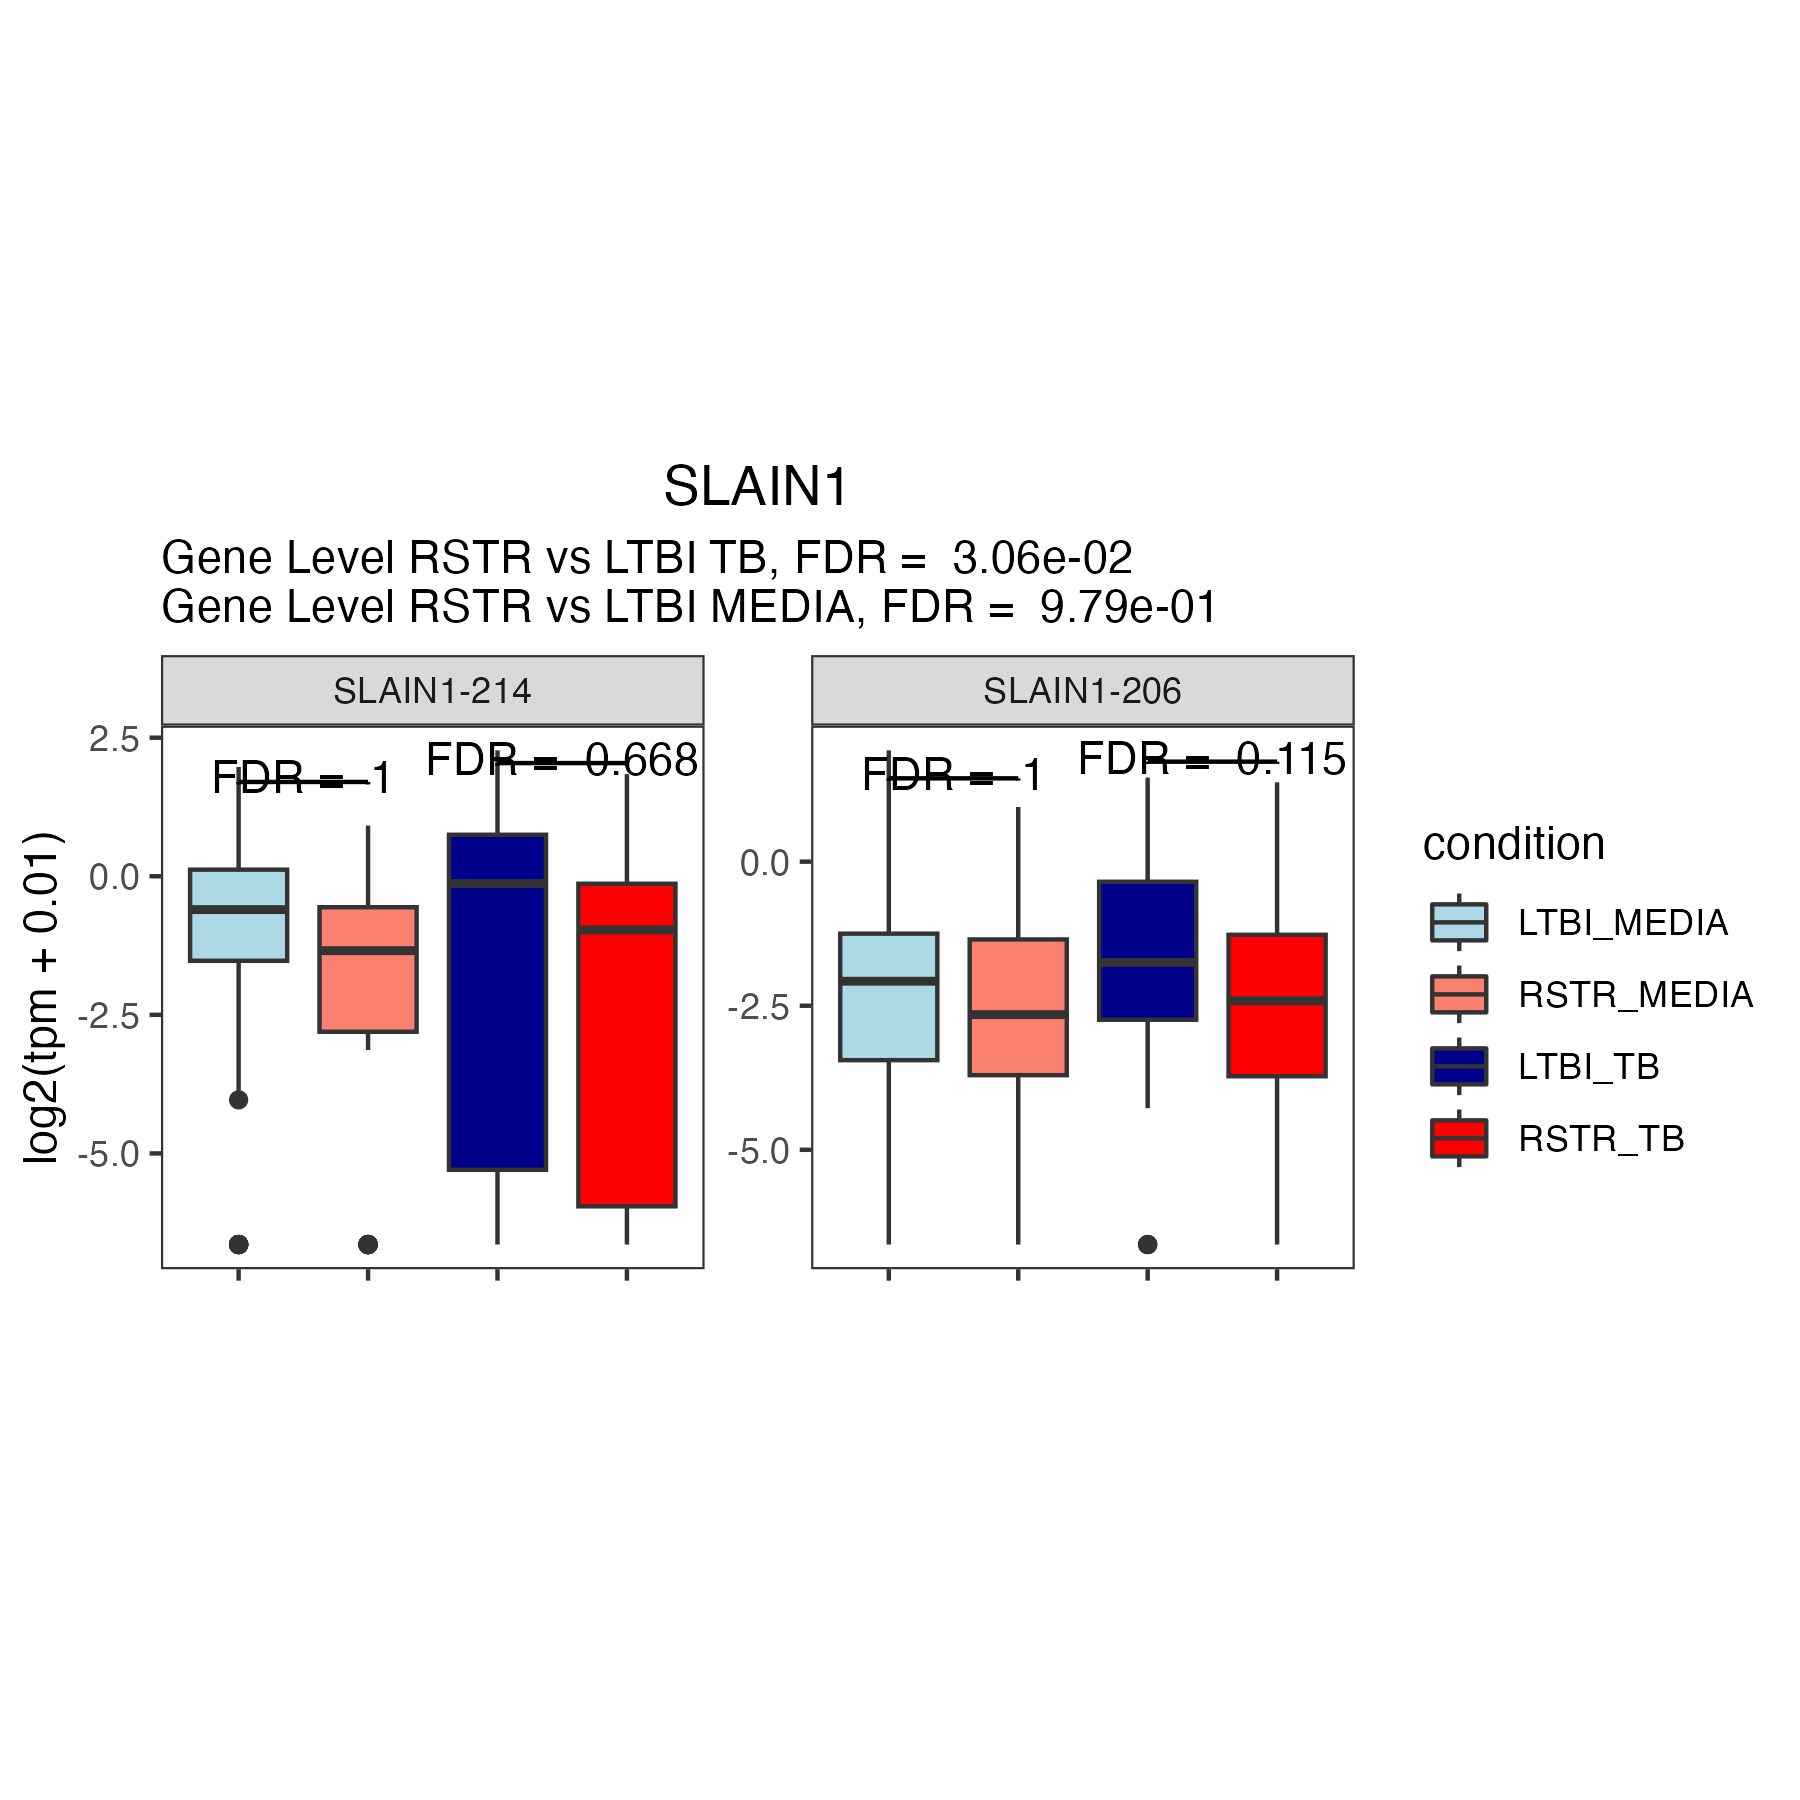 SLAIN1
Gene Level RSTR vs LTBI TB, FDR =  3.06e-02
Gene Level RSTR vs LTBI MEDIA, FDR =  9.79e-01
SLAIN1-214
SLAIN1-206
log2(tpm + 0.01)
2.5
0.0
-2.5
-5.0
FDR =  1
FDR =  0.668
0.0
-2.5
-5.0
FDR =  1
FDR =  0.115
condition
LTBI_MEDIA
RSTR_MEDIA
LTBI_TB
RSTR_TB